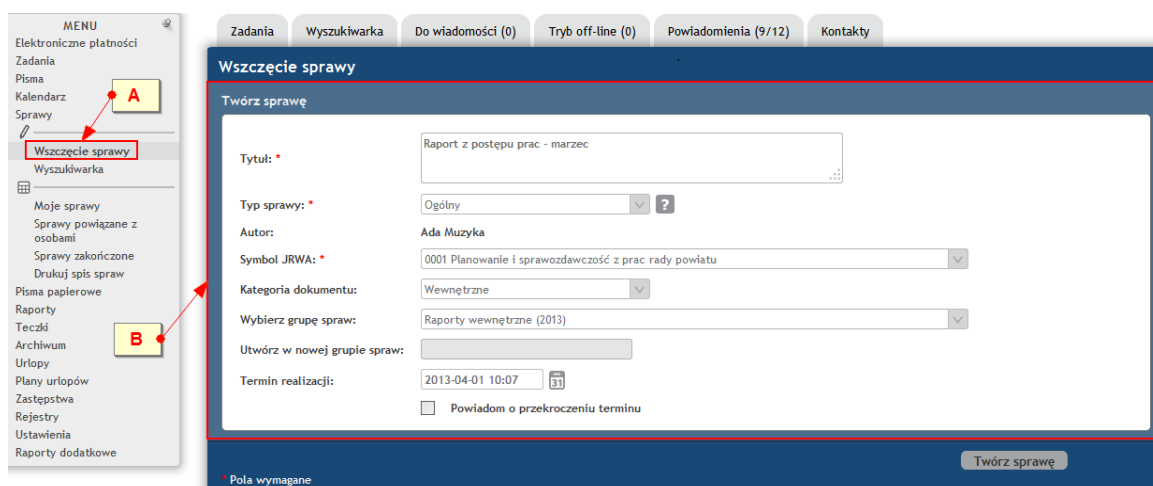 MENU
Elektroniczne płatności
Zadania
Pisma
Kalendarz
Sprawy
Wszczęcie sprawy
Wyszukiwarka
Moje sprawy
Sprawy powiązane z
osobami
Sprawy zakończone
Drukuj spis spraw
Pisma papierowe
Raporty
Teczki
Archiwum
Urlopy
Plany urlopów
Zastępstwa
Rejestry
Ustawienia
Raporty dodatkowe
A
B
Zadania Wyszukiwarka Do wiadomości (0) Tryb off-line (0) Powiadomienia (9/12) Kontakty
Wszczęcie sprawy
Twórz sprawę
Tytuł: * Raport z postępu prac - marzec
Typ sprawy: * Ogólny ?
Autor: Ada Muzyka
Symbol JRWA: * 0001 Planowanie i sprawozdawczość z prac rady powiatu
Kategoria dokumentu: Wewnętrzne
Wybierz grupę spraw: Raporty wewnętrzne (2013)
Utwórz w nowej grupie spraw:
Termin realizacji: 2013-04-01 10:07 31
Powiadom o przekroczeniu terminu
Twórz sprawę
* Pola wymagane